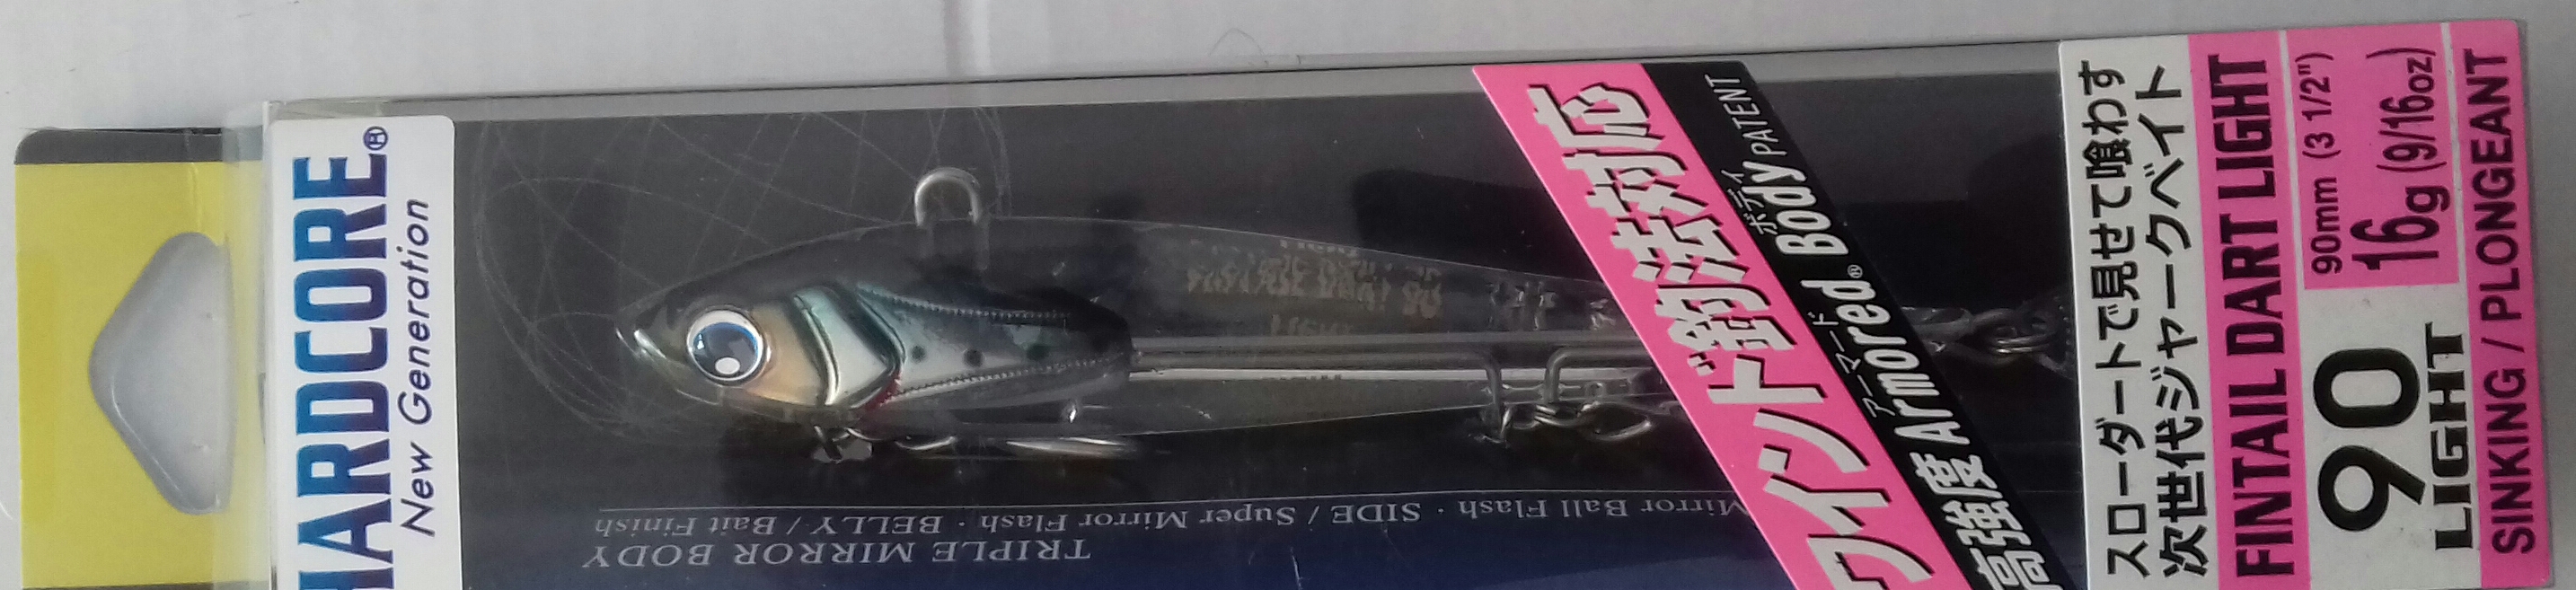 HARDCORE®
New Generation
TRIPLE MIRROR BODY
Mirror Ball Flash · SIDE / Super Mirror Flash · BELLY / Bait Finish
ワインド釣法対応
高強度 アーマード Armored® ボディ Body PATENT
スローダートで見せて喰わす
次世代ジャークベイト
FINTAIL DART LIGHT
90 LIGHT
90mm (3 1/2")
16g (9/16oz)
SINKING / PLONGEANT